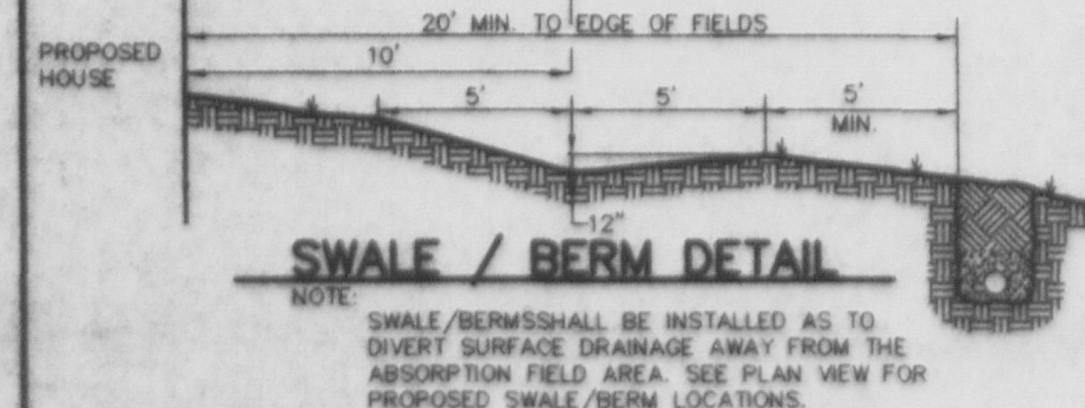 20' MIN. TO EDGE OF FIELDS
PROPOSED
HOUSE
10'
5' 5' 5'
MIN.
12"
SWALE / BERM DETAIL
NOTE:
SWALE/BERMSSHALL BE INSTALLED AS TO
DIVERT SURFACE DRAINAGE AWAY FROM THE
ABSORPTION FIELD AREA. SEE PLAN VIEW FOR
PROPOSED SWALE/BERM LOCATIONS.